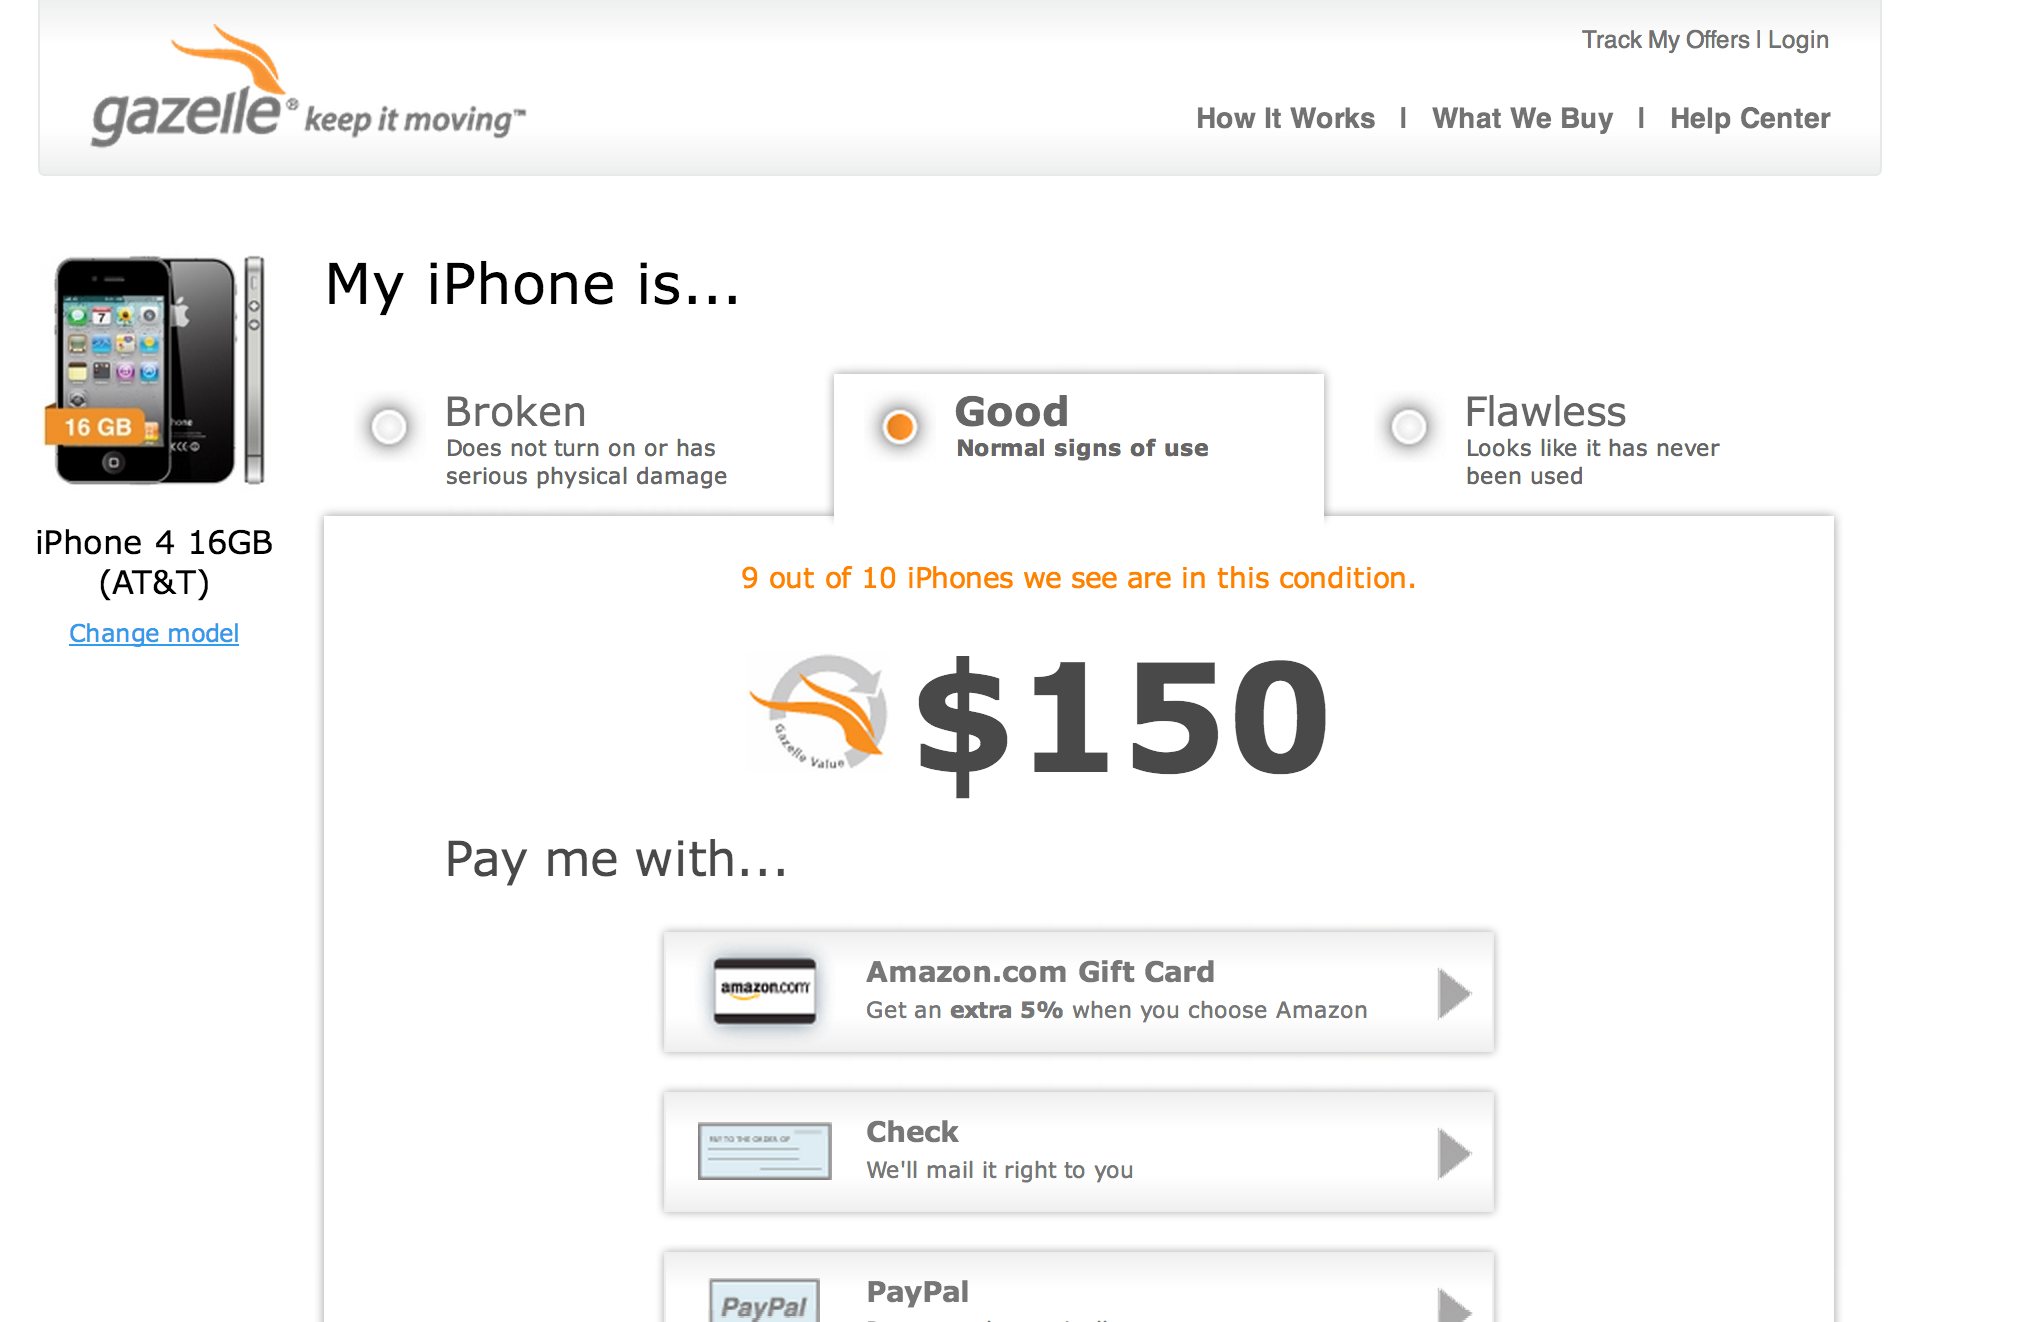 Track My Offers | Login
gazelle® keep it moving™
How It Works | What We Buy | Help Center
My iPhone is...
16 GB
iPhone 4 16GB
(AT&T)
Change model
Broken
Does not turn on or has
serious physical damage
Good
Normal signs of use
Flawless
Looks like it has never
been used
9 out of 10 iPhones we see are in this condition.
Gazelle Value
$150
Pay me with...
amazon.com
Amazon.com Gift Card
Get an extra 5% when you choose Amazon
PAY TO THE ORDER OF
Check
We'll mail it right to you
PayPal
PayPal